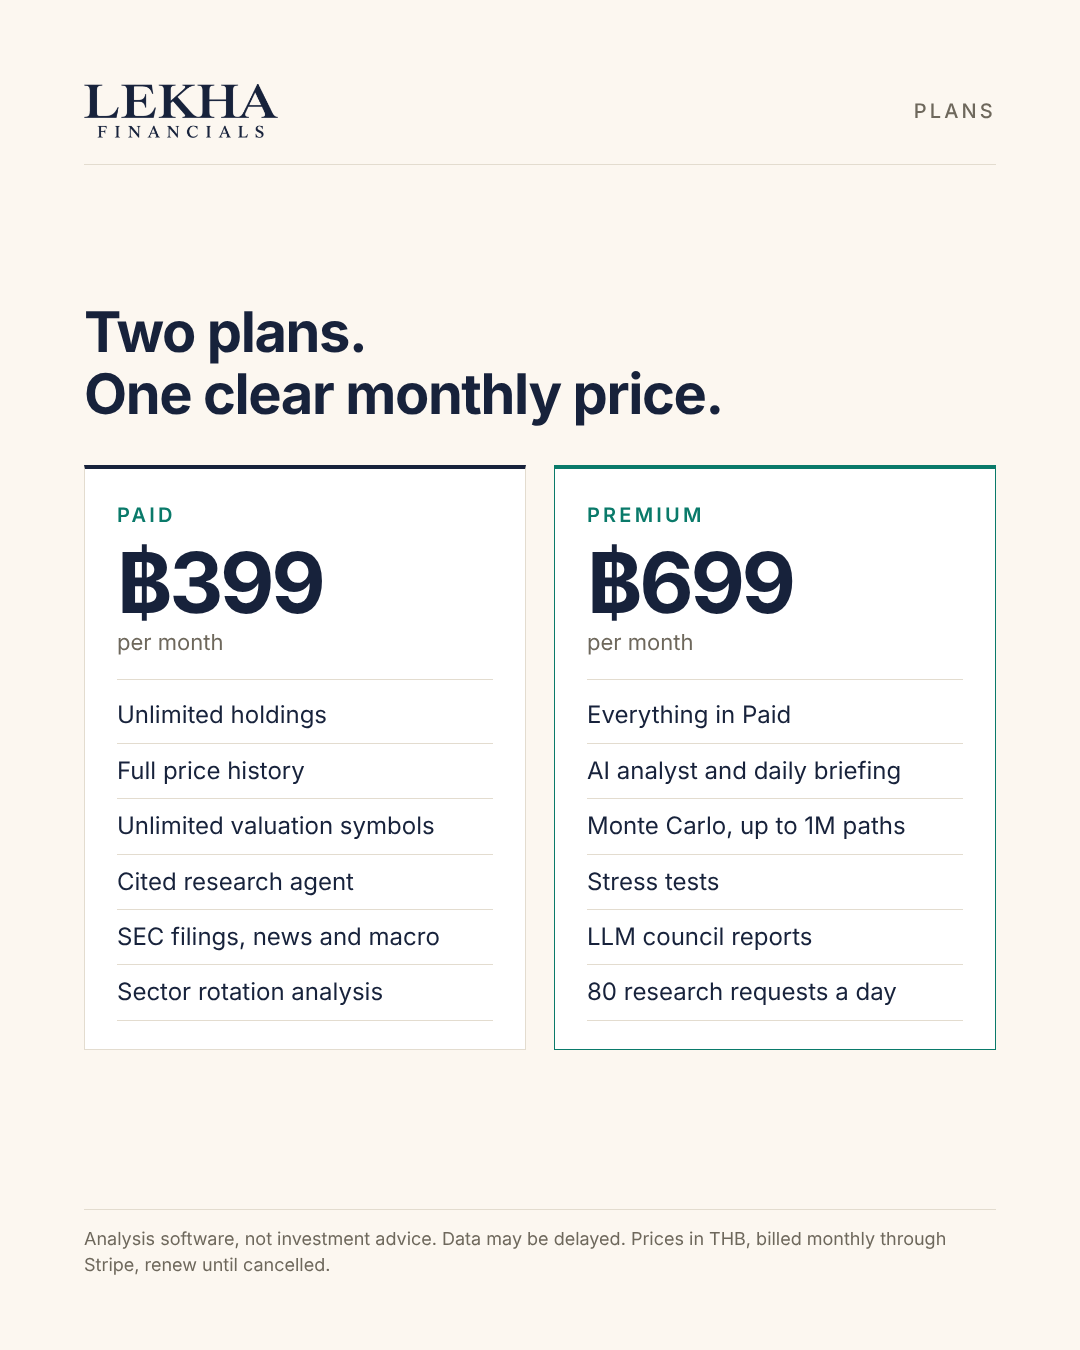 LEKHA
FINANCIALS
PLANS
Two plans.
One clear monthly price.
PAID
฿399
per month
Unlimited holdings
Full price history
Unlimited valuation symbols
Cited research agent
SEC filings, news and macro
Sector rotation analysis
PREMIUM
฿699
per month
Everything in Paid
AI analyst and daily briefing
Monte Carlo, up to 1M paths
Stress tests
LLM council reports
80 research requests a day
Analysis software, not investment advice. Data may be delayed. Prices in THB, billed monthly through
Stripe, renew until cancelled.